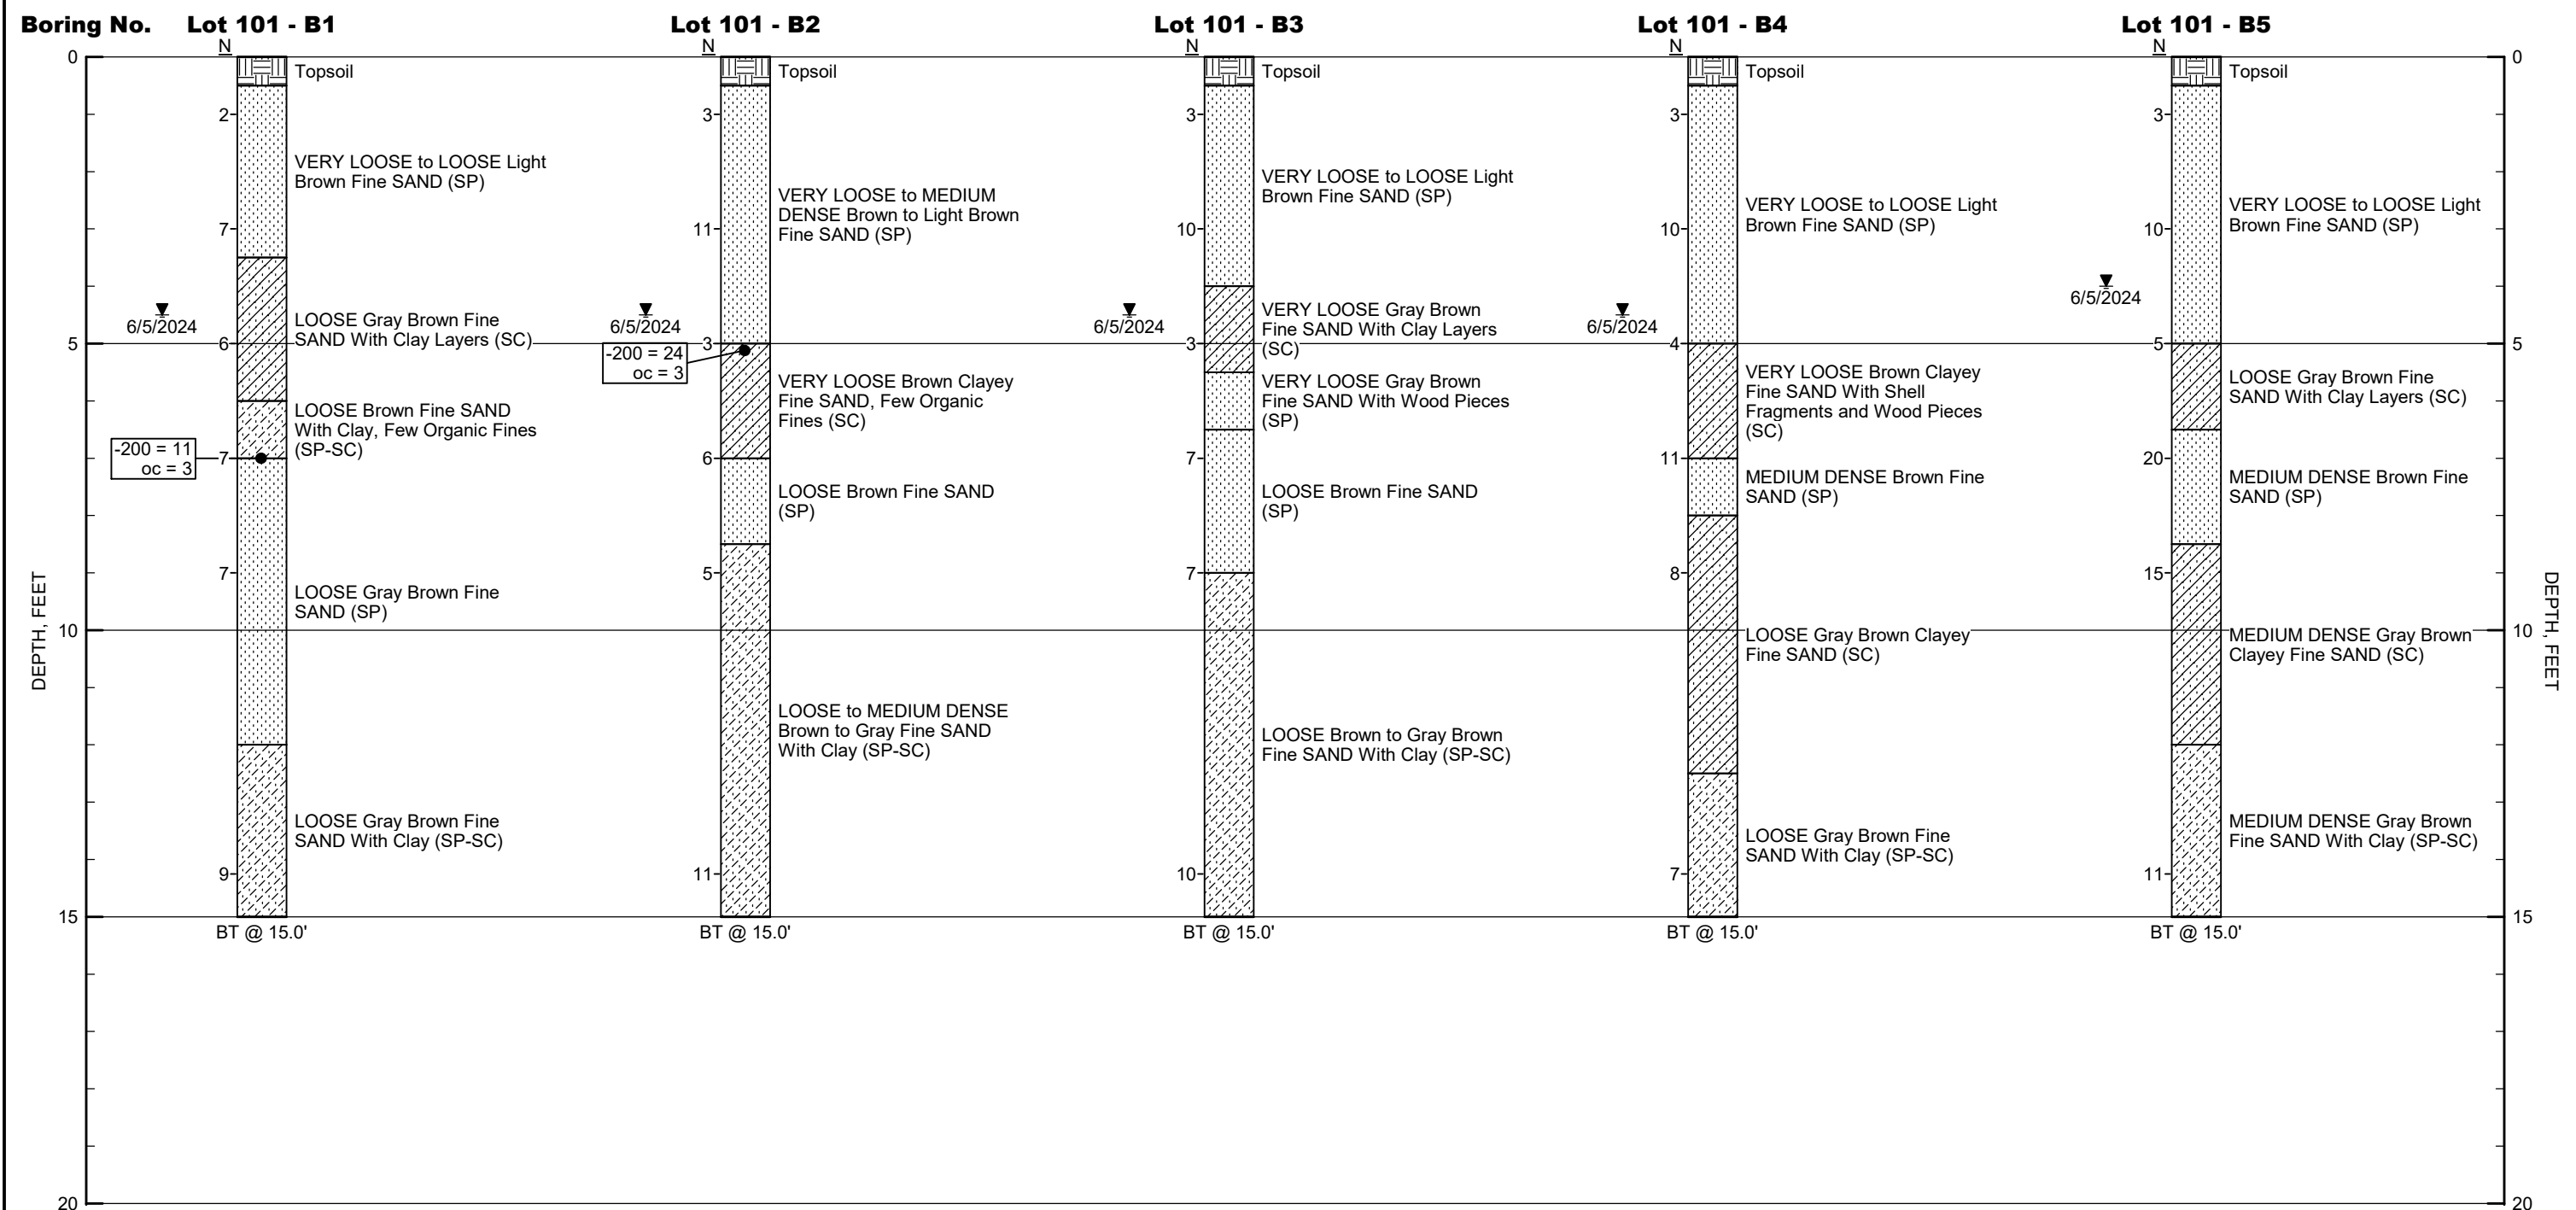 Boring No.
Lot 101 - B1
Lot 101 - B2
Lot 101 - B3
Lot 101 - B4
Lot 101 - B5
DEPTH, FEET
0
5
10
15
20
N
2
7
6
7
7
9
Topsoil
VERY LOOSE to LOOSE Light
Brown Fine SAND (SP)
6/5/2024
LOOSE Gray Brown Fine
SAND With Clay Layers (SC)
LOOSE Brown Fine SAND
With Clay, Few Organic Fines
(SP-SC)
-200 = 11
oc = 3
LOOSE Gray Brown Fine
SAND (SP)
LOOSE Gray Brown Fine
SAND With Clay (SP-SC)
BT @ 15.0'
N
3
11
3
6
5
11
Topsoil
VERY LOOSE to MEDIUM
DENSE Brown to Light Brown
Fine SAND (SP)
6/5/2024
-200 = 24
oc = 3
VERY LOOSE Brown Clayey
Fine SAND, Few Organic
Fines (SC)
LOOSE Brown Fine SAND
(SP)
LOOSE to MEDIUM DENSE
Brown to Gray Fine SAND
With Clay (SP-SC)
BT @ 15.0'
N
3
10
3
7
7
10
Topsoil
VERY LOOSE to LOOSE Light
Brown Fine SAND (SP)
6/5/2024
VERY LOOSE Gray Brown
Fine SAND With Clay Layers
(SC)
VERY LOOSE Gray Brown
Fine SAND With Wood Pieces
(SP)
LOOSE Brown Fine SAND
(SP)
LOOSE Brown to Gray Brown
Fine SAND With Clay (SP-SC)
BT @ 15.0'
N
3
10
4
11
8
7
Topsoil
VERY LOOSE to LOOSE Light
Brown Fine SAND (SP)
6/5/2024
VERY LOOSE Brown Clayey
Fine SAND With Shell
Fragments and Wood Pieces
(SC)
MEDIUM DENSE Brown Fine
SAND (SP)
LOOSE Gray Brown Clayey
Fine SAND (SC)
LOOSE Gray Brown Fine
SAND With Clay (SP-SC)
BT @ 15.0'
N
3
10
5
20
15
11
Topsoil
VERY LOOSE to LOOSE Light
Brown Fine SAND (SP)
6/5/2024
LOOSE Gray Brown Fine
SAND With Clay Layers (SC)
MEDIUM DENSE Brown Fine
SAND (SP)
MEDIUM DENSE Gray Brown
Clayey Fine SAND (SC)
MEDIUM DENSE Gray Brown
Fine SAND With Clay (SP-SC)
BT @ 15.0'
0
5
10
15
20
DEPTH, FEET